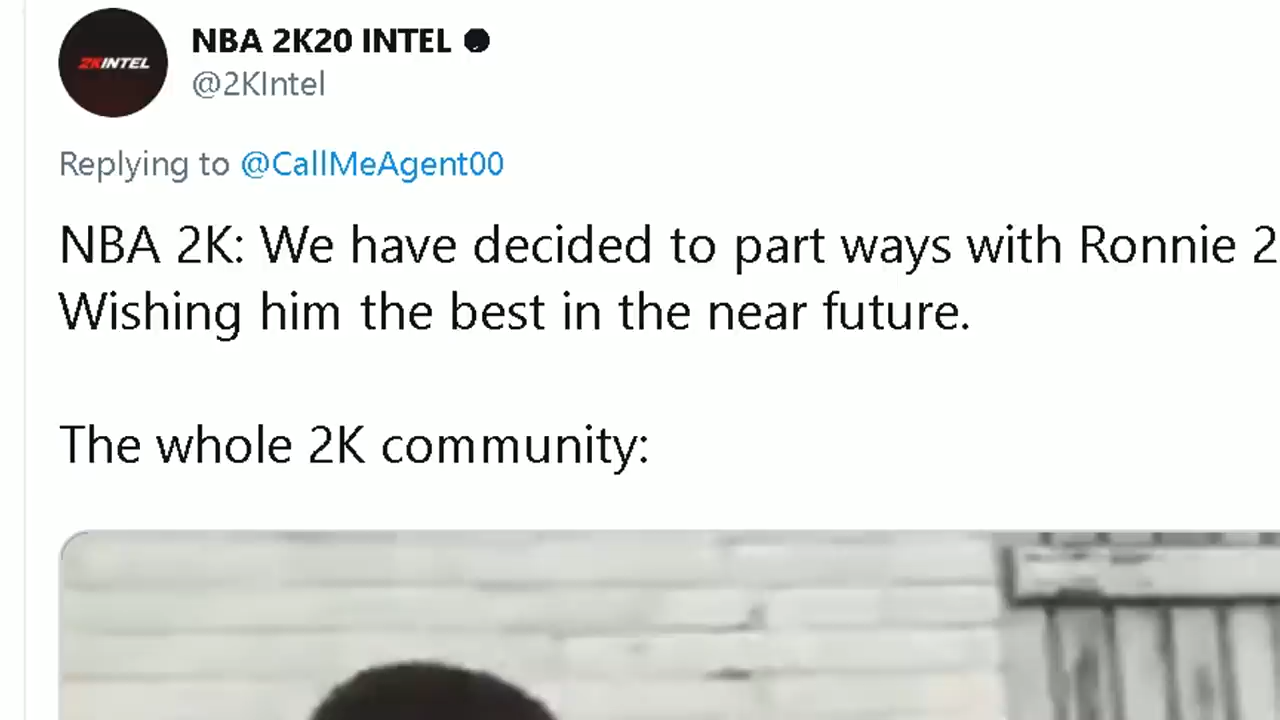 2KINTEL
NBA 2K20 INTEL
@2KIntel
Replying to @CallMeAgent00
NBA 2K: We have decided to part ways with Ronnie 2
Wishing him the best in the near future.
The whole 2K community: